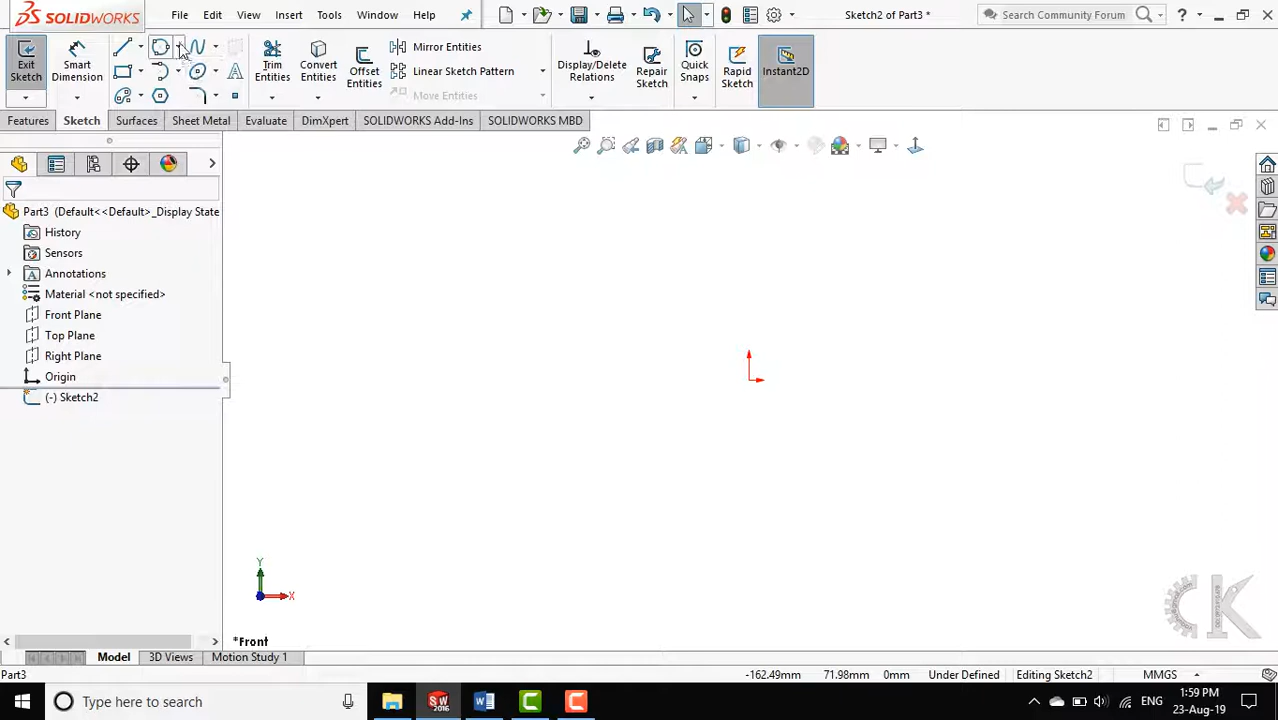 SOLIDWORKS
File Edit View Insert Tools Window Help
Sketch2 of Part3 *
Search Community Forum
Exit Sketch
Smart Dimension
Trim Entities
Convert Entities
Offset Entities
Mirror Entities
Linear Sketch Pattern
Move Entities
Display/Delete Relations
Repair Sketch
Quick Snaps
Rapid Sketch
Instant2D
Features Sketch Surfaces Sheet Metal Evaluate DimXpert SOLIDWORKS Add-Ins SOLIDWORKS MBD
Part3 (Default<<Default>_Display State
History
Sensors
Annotations
Material <not specified>
Front Plane
Top Plane
Right Plane
Origin
(-) Sketch2
Y
X
*Front
Model 3D Views Motion Study 1
Part3
-162.49mm 71.98mm 0mm Under Defined Editing Sketch2 MMGS
Type here to search
SW 2016
ENG
1:59 PM
23-Aug-19